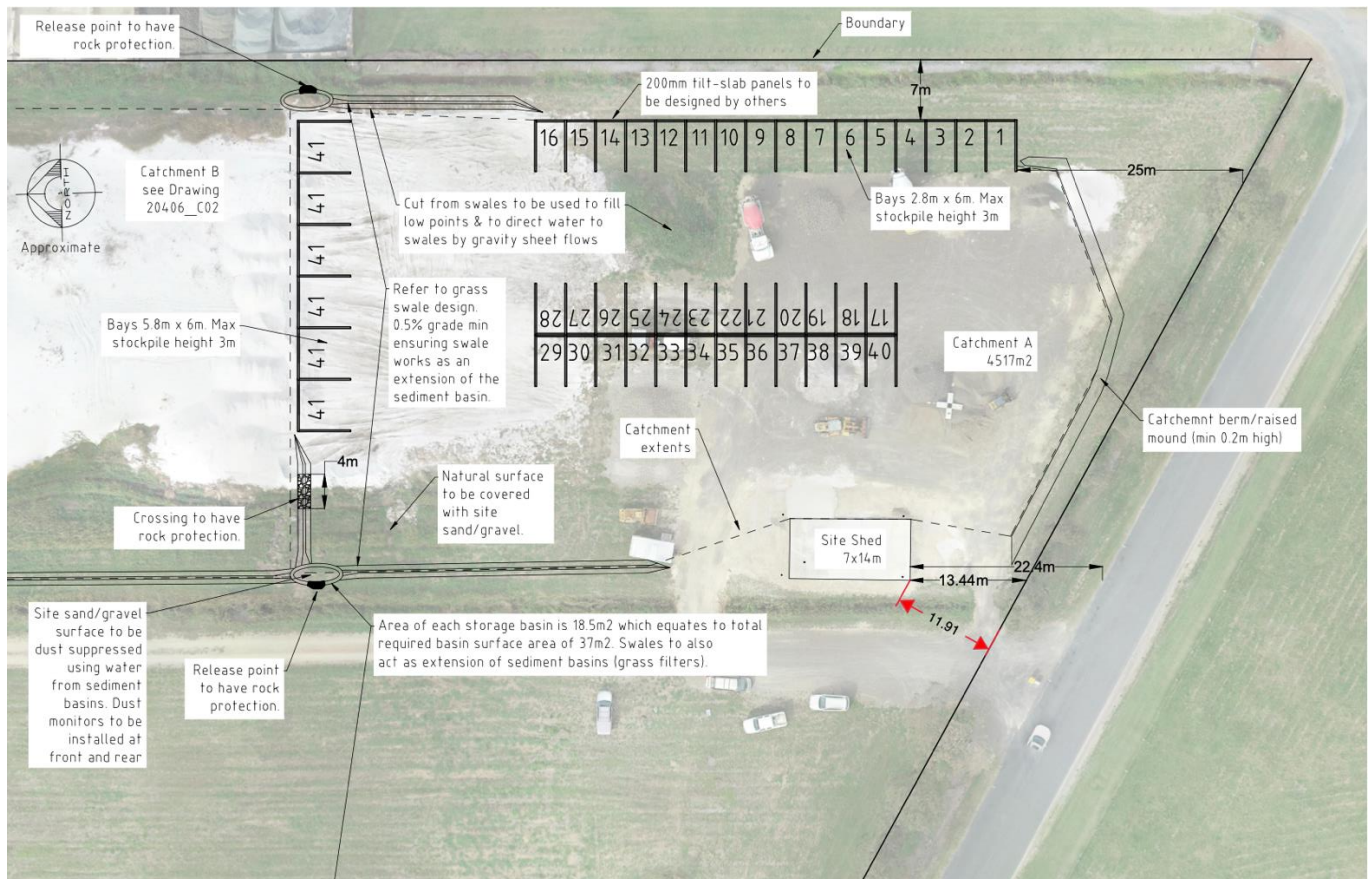 Release point to have
rock protection.
Boundary
200mm tilt-slab panels to
be designed by others
7m
16 15 14 13 12 11 10 9 8 7 6 5 4 3 2 1
25m
Catchment B
see Drawing
20406_C02
NORTH
Approximate
41
41
41
41
41
41
Cut from swales to be used to fill
low points & to direct water to
swales by gravity sheet flows
Bays 2.8m x 6m. Max
stockpile height 3m
Refer to grass
swale design.
0.5% grade min
ensuring swale
works as an
extension of the
sediment basin.
Bays 5.8m x 6m. Max
stockpile height 3m
28 27 26 25 24 23 22 21 20 19 18 17
29 30 31 32 33 34 35 36 37 38 39 40
Catchment A
4517m2
Catchemnt berm/raised
mound (min 0.2m high)
Catchment
extents
4m
Natural surface
to be covered
with site
sand/gravel.
Crossing to have
rock protection.
Site Shed
7x14m
22.4m
13.44m
11.91
Site sand/gravel
surface to be
dust suppressed
using water
from sediment
basins. Dust
monitors to be
installed at
front and rear
Release point
to have rock
protection.
Area of each storage basin is 18.5m2 which equates to total
required basin surface area of 37m2. Swales to also
act as extension of sediment basins (grass filters).